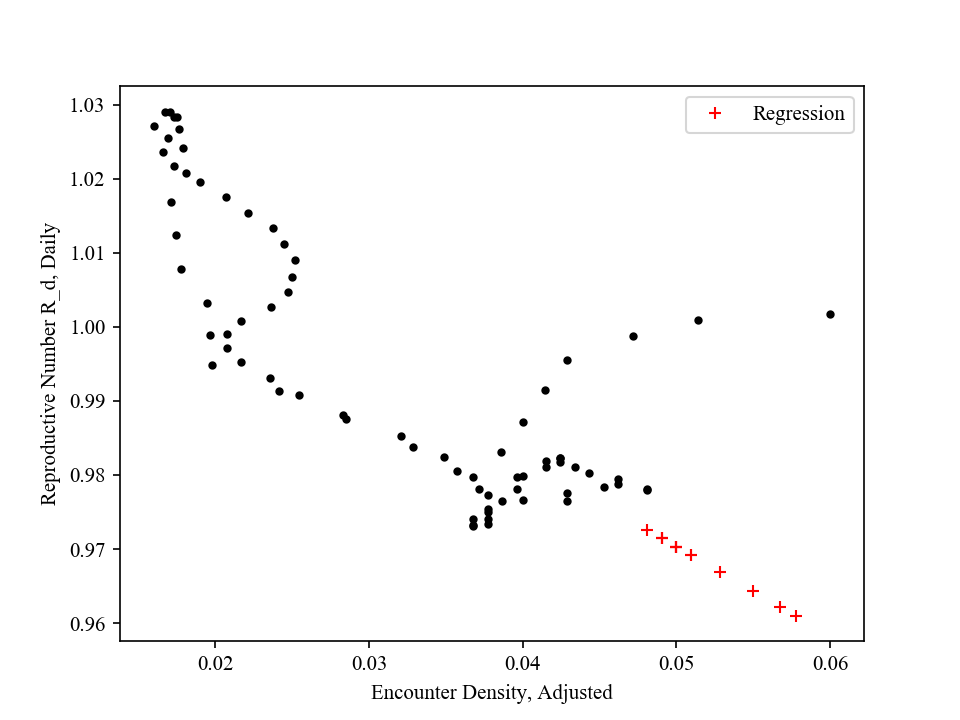 Regression
1.03
1.02
1.01
1.00
0.99
0.98
0.97
0.96
Reproductive Number R_d, Daily
0.02 0.03 0.04 0.05 0.06
Encounter Density, Adjusted